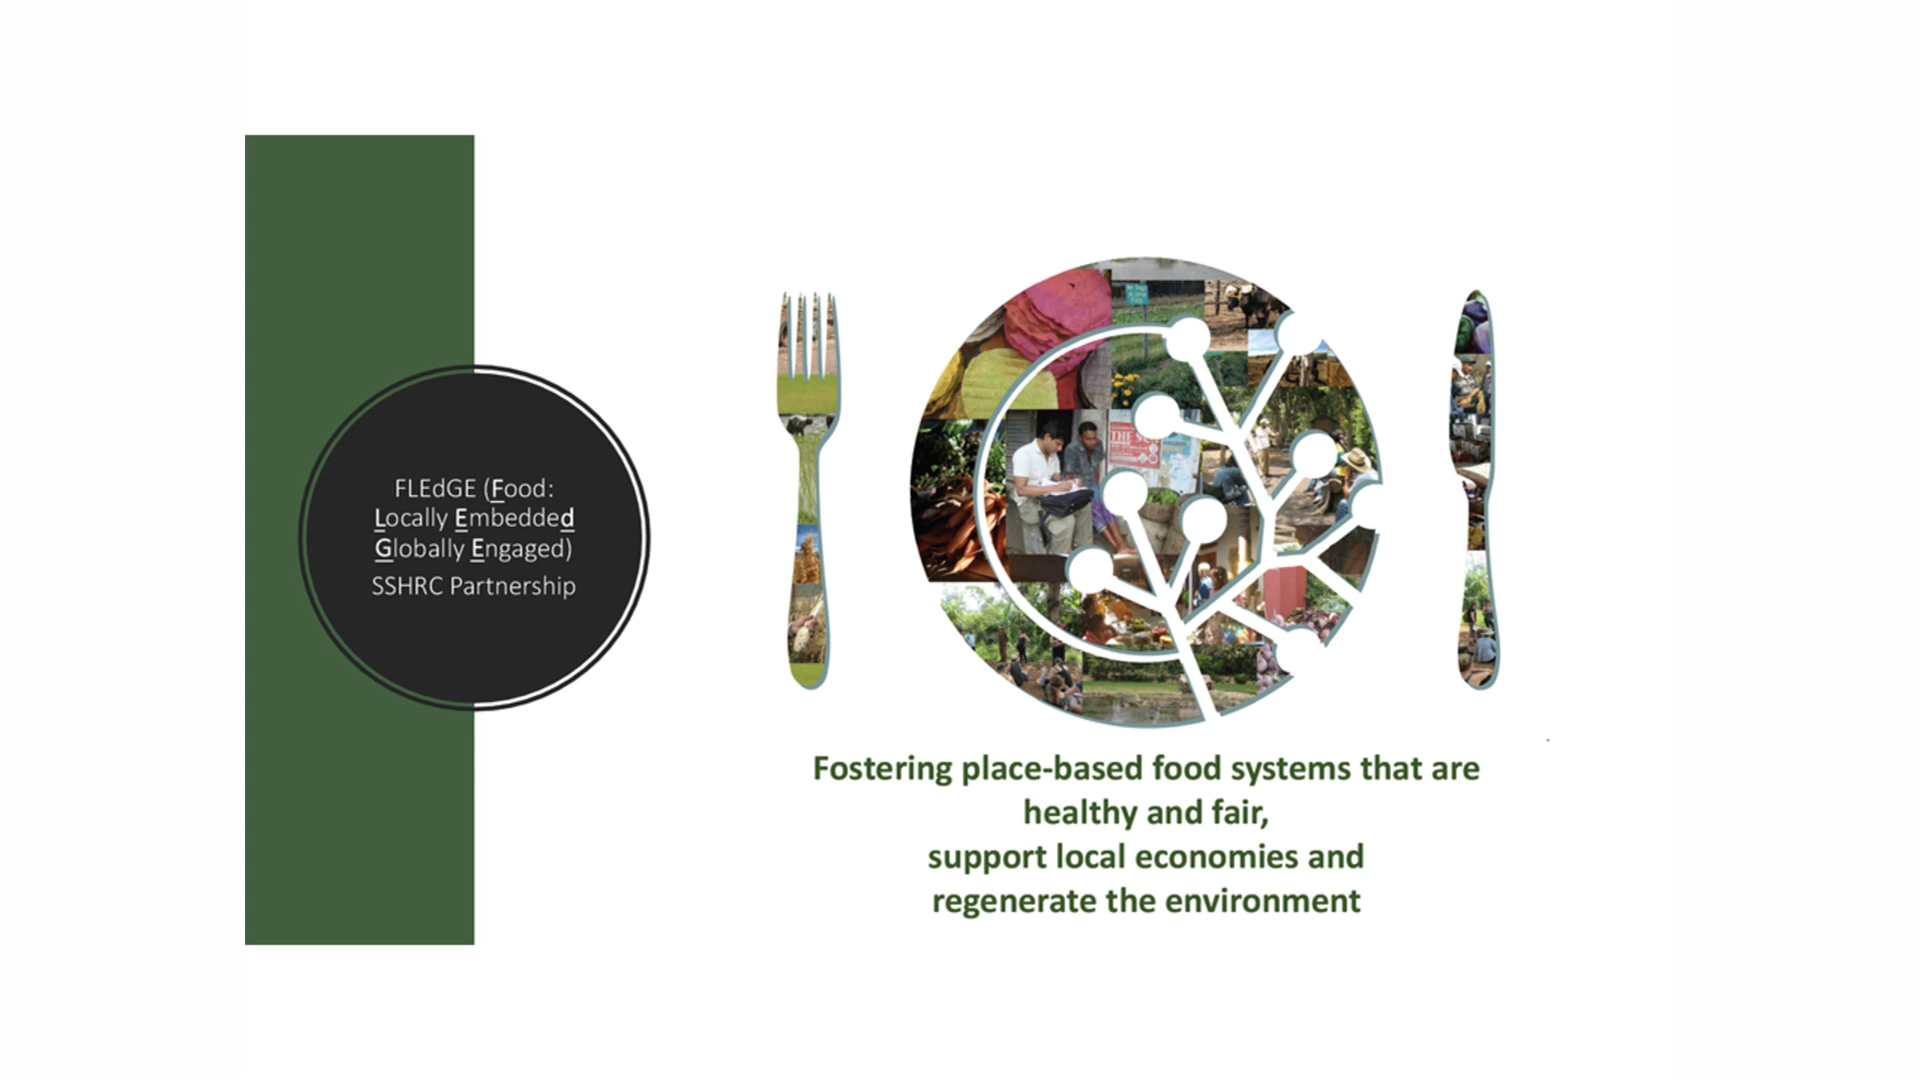 FLEdGE (Food:
Locally Embedded
Globally Engaged)
SSHRC Partnership
THE
Fostering place-based food systems that are
healthy and fair,
support local economies and
regenerate the environment